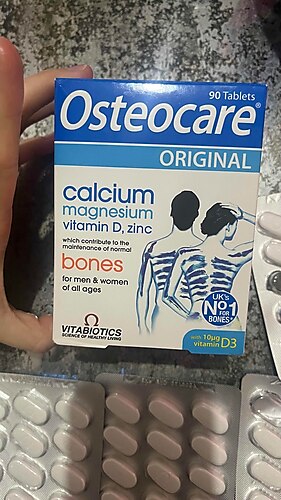 90 Tablets
Osteocare®
ORIGINAL
calcium
magnesium
vitamin D, zinc
which contribute to the
maintenance of normal
bones
for men & women
of all ages
UK's
No1
FOR
BONES*
VITABIOTICS
SCIENCE OF HEALTHY LIVING
with 10µg
vitamin D3